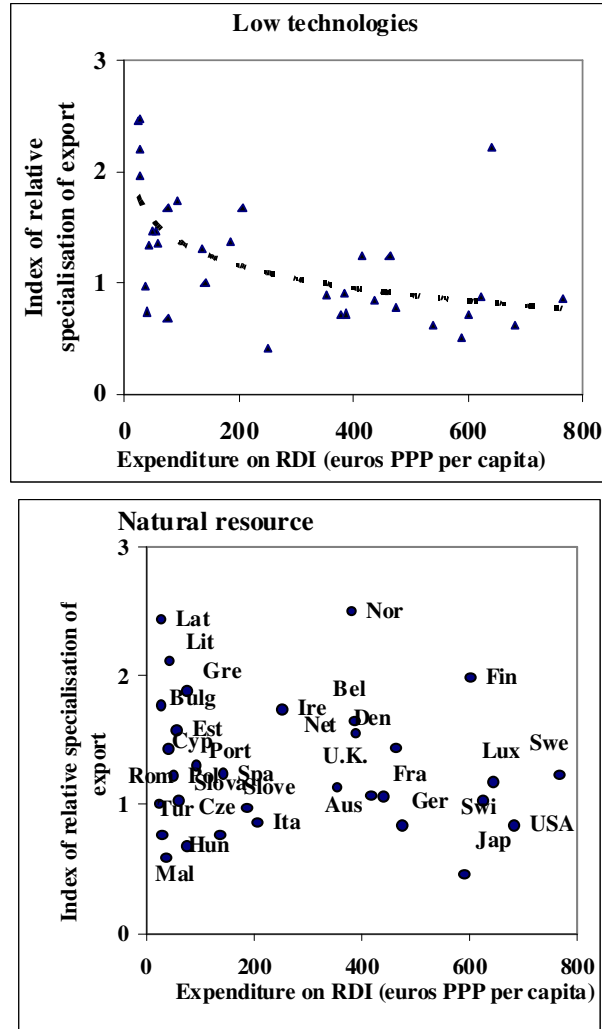 Low technologies
3
2
1
0
Index of relative
specialisation of export
0 200 400 600 800
Expenditure on RDI (euros PPP per capita)
Natural resource
3
2
1
0
Index of relative specialisation of
export
Lat
Lit
Gre
Bulg
Est
Cyp
Port
Rom
Pol
Slova
Spa
Slove
Tur
Cze
Ita
Hun
Mal
Nor
Bel
Ire
Net
Den
U.K.
Fra
Aus
Ger
Fin
Lux
Swe
Swi
USA
Jap
0 200 400 600 800
Expenditure on RDI (euros PPP per capita)